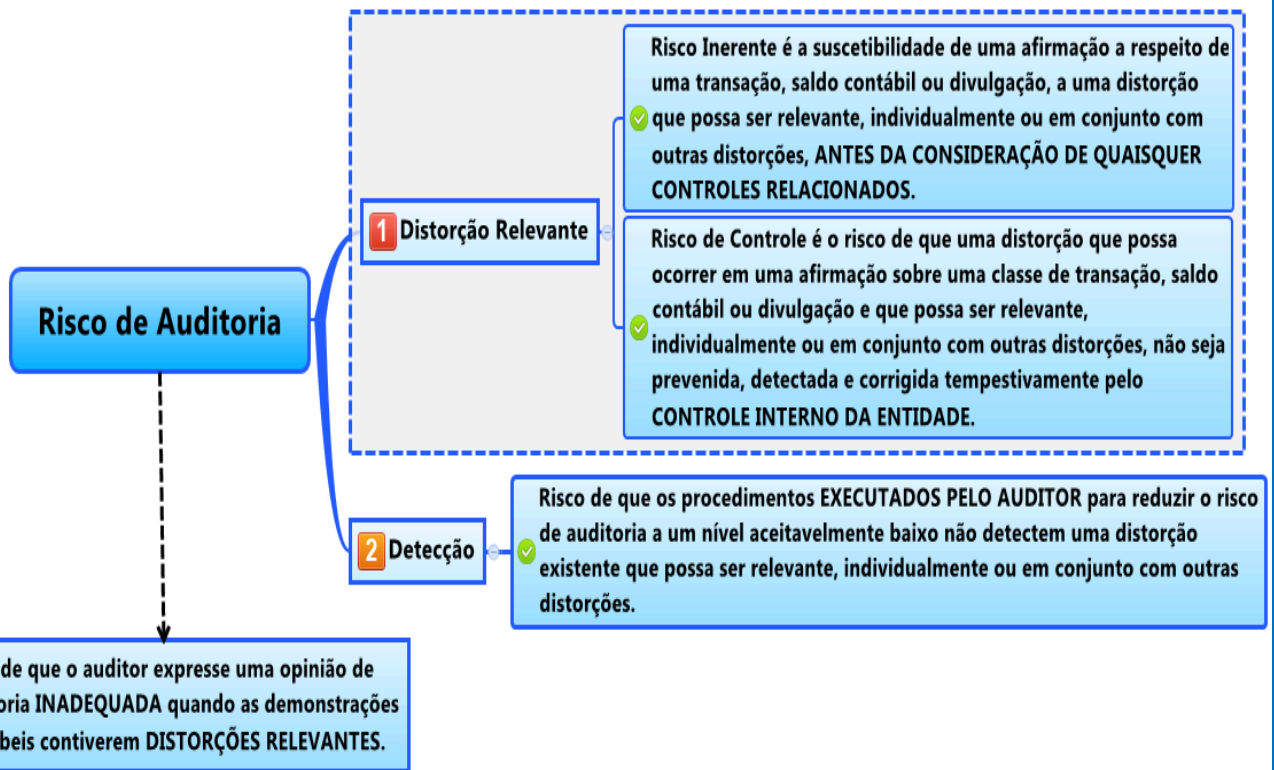 Risco Inerente é a suscetibilidade de uma afirmação a respeito de
uma transação, saldo contábil ou divulgação, a uma distorção
que possa ser relevante, individualmente ou em conjunto com
outras distorções, ANTES DA CONSIDERAÇÃO DE QUAISQUER
CONTROLES RELACIONADOS.
1 Distorção Relevante
Risco de Controle é o risco de que uma distorção que possa
ocorrer em uma afirmação sobre uma classe de transação, saldo
contábil ou divulgação e que possa ser relevante,
individualmente ou em conjunto com outras distorções, não seja
prevenida, detectada e corrigida tempestivamente pelo
CONTROLE INTERNO DA ENTIDADE.
Risco de Auditoria
2 Detecção
Risco de que os procedimentos EXECUTADOS PELO AUDITOR para reduzir o risco
de auditoria a um nível aceitavelmente baixo não detectem uma distorção
existente que possa ser relevante, individualmente ou em conjunto com outras
distorções.
de que o auditor expresse uma opinião de
oria INADEQUADA quando as demonstrações
beis contiverem DISTORÇÕES RELEVANTES.